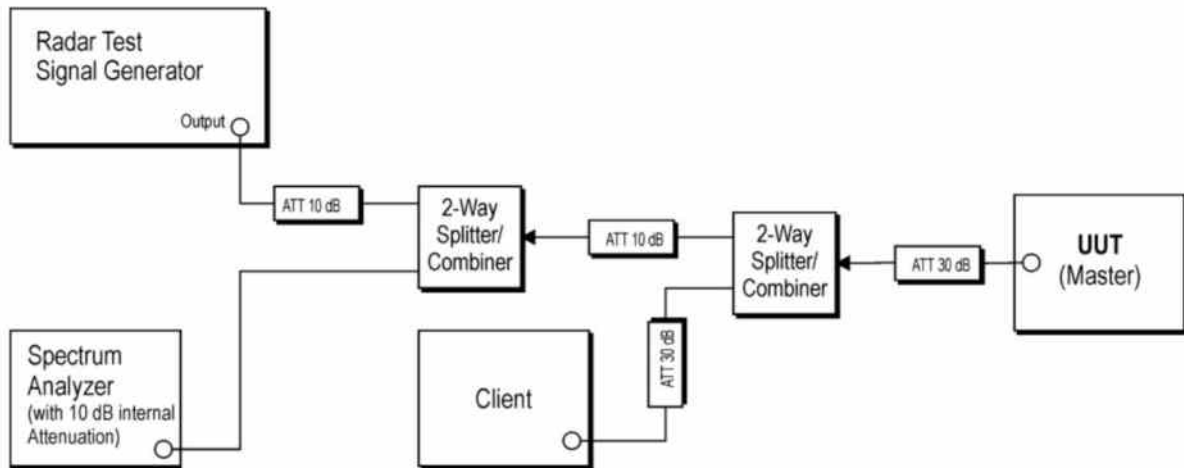 Radar Test
Signal Generator
Output
ATT 10 dB
2-Way
Splitter/
Combiner
ATT 10 dB
2-Way
Splitter/
Combiner
ATT 30 dB
UUT
(Master)
Spectrum
Analyzer
(with 10 dB internal
Attenuation)
Client
ATT 30 dB